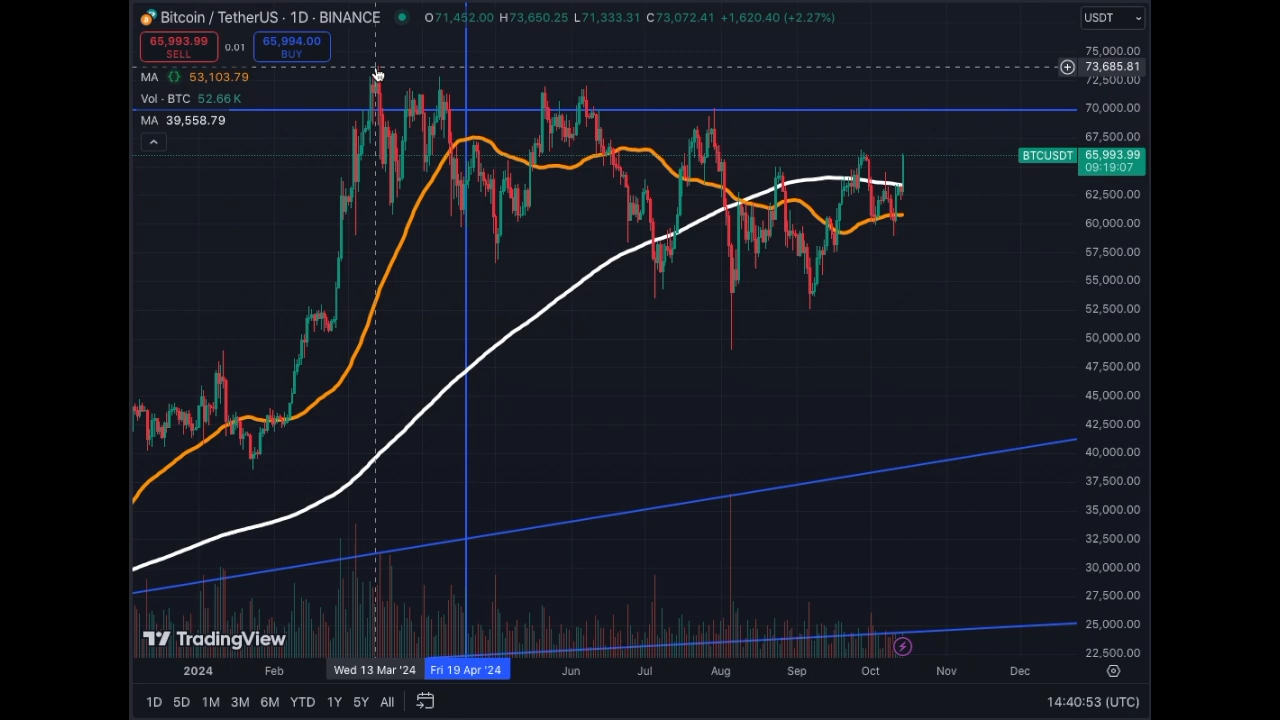 Bitcoin / TetherUS · 1D · BINANCE O71,452.00 H73,650.25 L71,333.31 C73,072.41 +1,620.40 (+2.27%) USDT
65,993.99 SELL 0.01 65,994.00 BUY
MA {} 53,103.79
Vol · BTC 52.66 K
MA 39,558.79
75,000.00
73,685.81
72,500.00
70,000.00
67,500.00
BTCUSDT 65,993.99
09:19:07
62,500.00
60,000.00
57,500.00
55,000.00
52,500.00
50,000.00
47,500.00
45,000.00
42,500.00
40,000.00
37,500.00
35,000.00
32,500.00
30,000.00
27,500.00
25,000.00
22,500.00
TradingView
2024 Feb Wed 13 Mar '24 Fri 19 Apr '24 Jun Jul Aug Sep Oct Nov Dec
1D 5D 1M 3M 6M YTD 1Y 5Y All 14:40:53 (UTC)